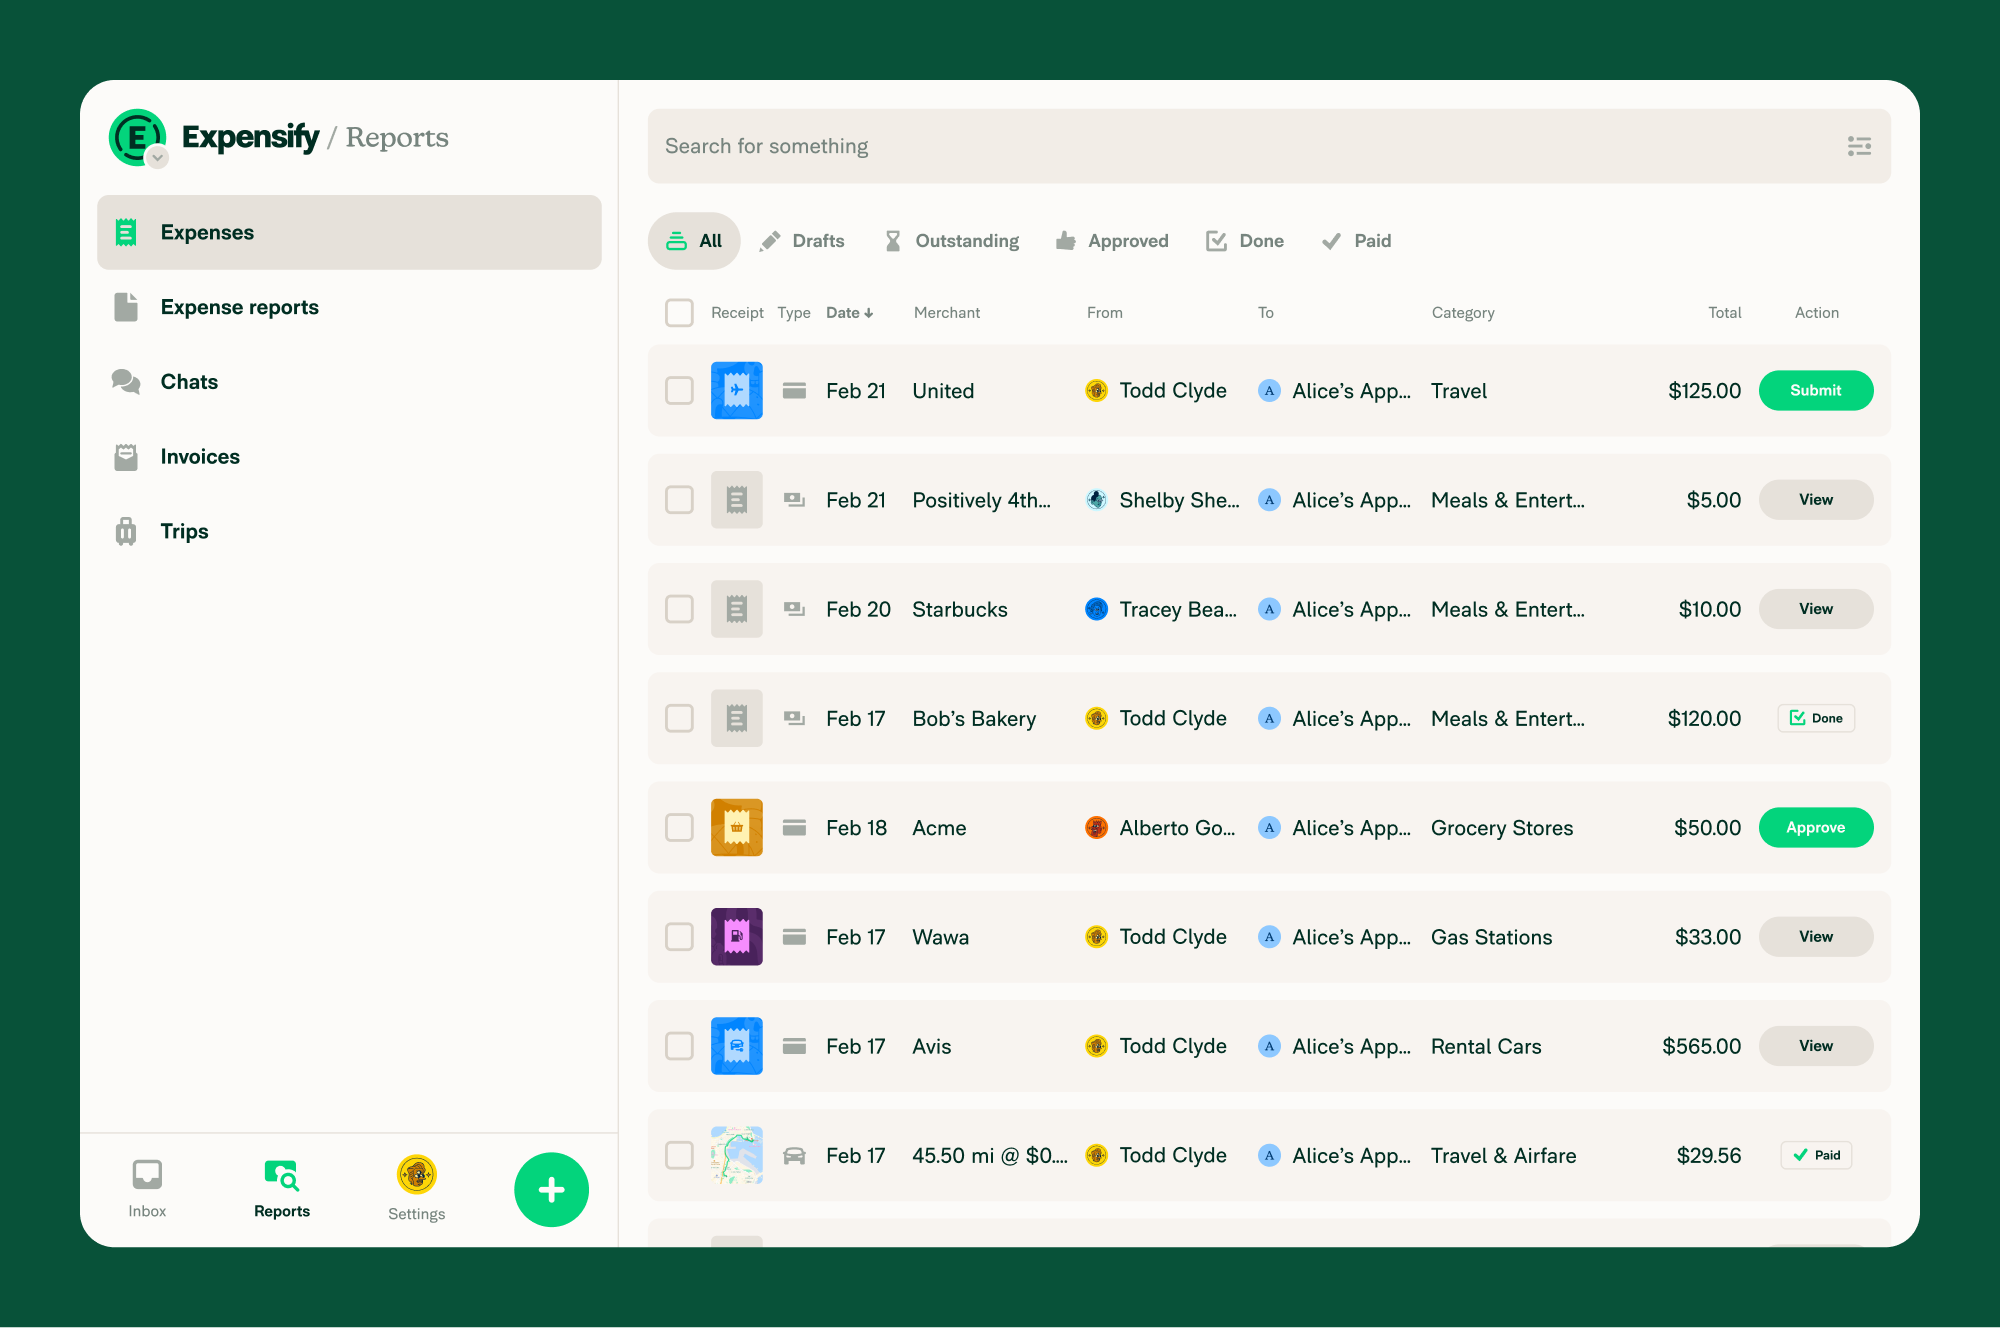 E Expensify / Reports
Expenses
Expense reports
Chats
Invoices
Trips
Inbox
Reports
Settings
Search for something
All Drafts Outstanding Approved Done Paid
Receipt Type Date ↓ Merchant From To Category Total Action
Feb 21 United Todd Clyde A Alice’s App... Travel $125.00 Submit
Feb 21 Positively 4th... Shelby She... A Alice’s App... Meals & Entert... $5.00 View
Feb 20 Starbucks Tracey Bea... A Alice’s App... Meals & Entert... $10.00 View
Feb 17 Bob’s Bakery Todd Clyde A Alice’s App... Meals & Entert... $120.00 Done
Feb 18 Acme Alberto Go... A Alice’s App... Grocery Stores $50.00 Approve
Feb 17 Wawa Todd Clyde A Alice’s App... Gas Stations $33.00 View
Feb 17 Avis Todd Clyde A Alice’s App... Rental Cars $565.00 View
Feb 17 45.50 mi @ $0.... Todd Clyde A Alice’s App... Travel & Airfare $29.56 Paid